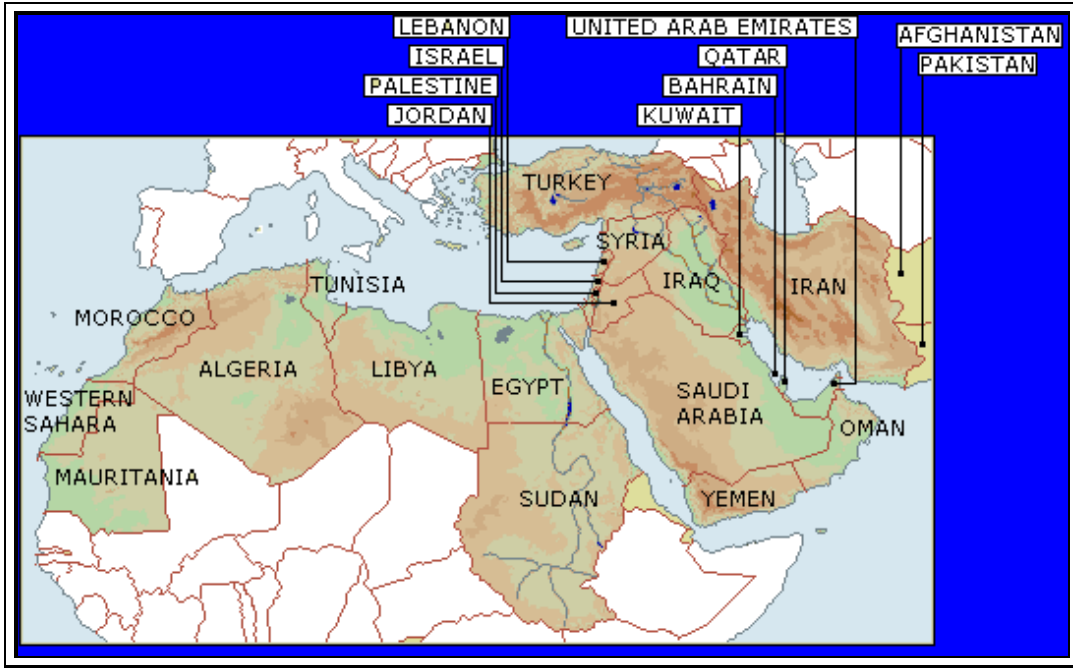 LEBANON
UNITED ARAB EMIRATES
AFGHANISTAN
ISRAEL
QATAR
PAKISTAN
PALESTINE
BAHRAIN
JORDAN
KUWAIT
TURKEY
SYRIA
TUNISIA
IRAQ
IRAN
MOROCCO
ALGERIA
LIBYA
EGYPT
SAUDI
ARABIA
WESTERN
SAHARA
OMAN
MAURITANIA
SUDAN
YEMEN